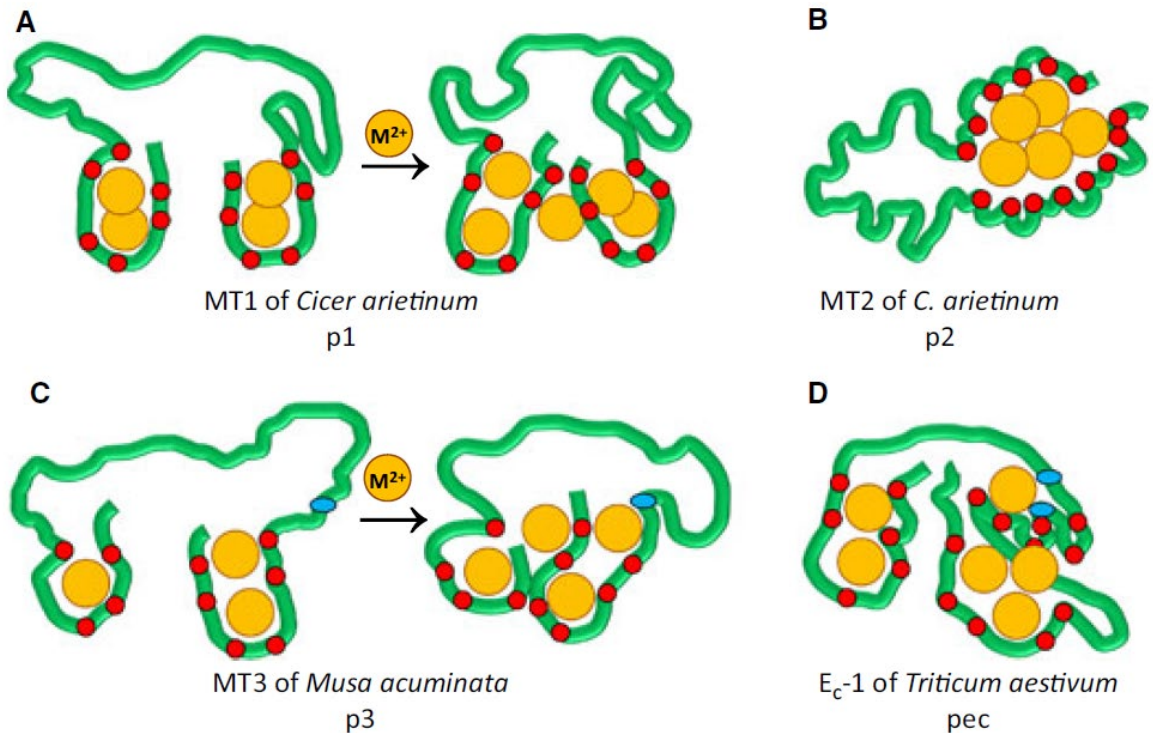 A
B
M²⁺
MT1 of Cicer arietinum
p1
MT2 of C. arietinum
p2
C
D
M²⁺
MT3 of Musa acuminata
p3
E꜀-1 of Triticum aestivum
pec